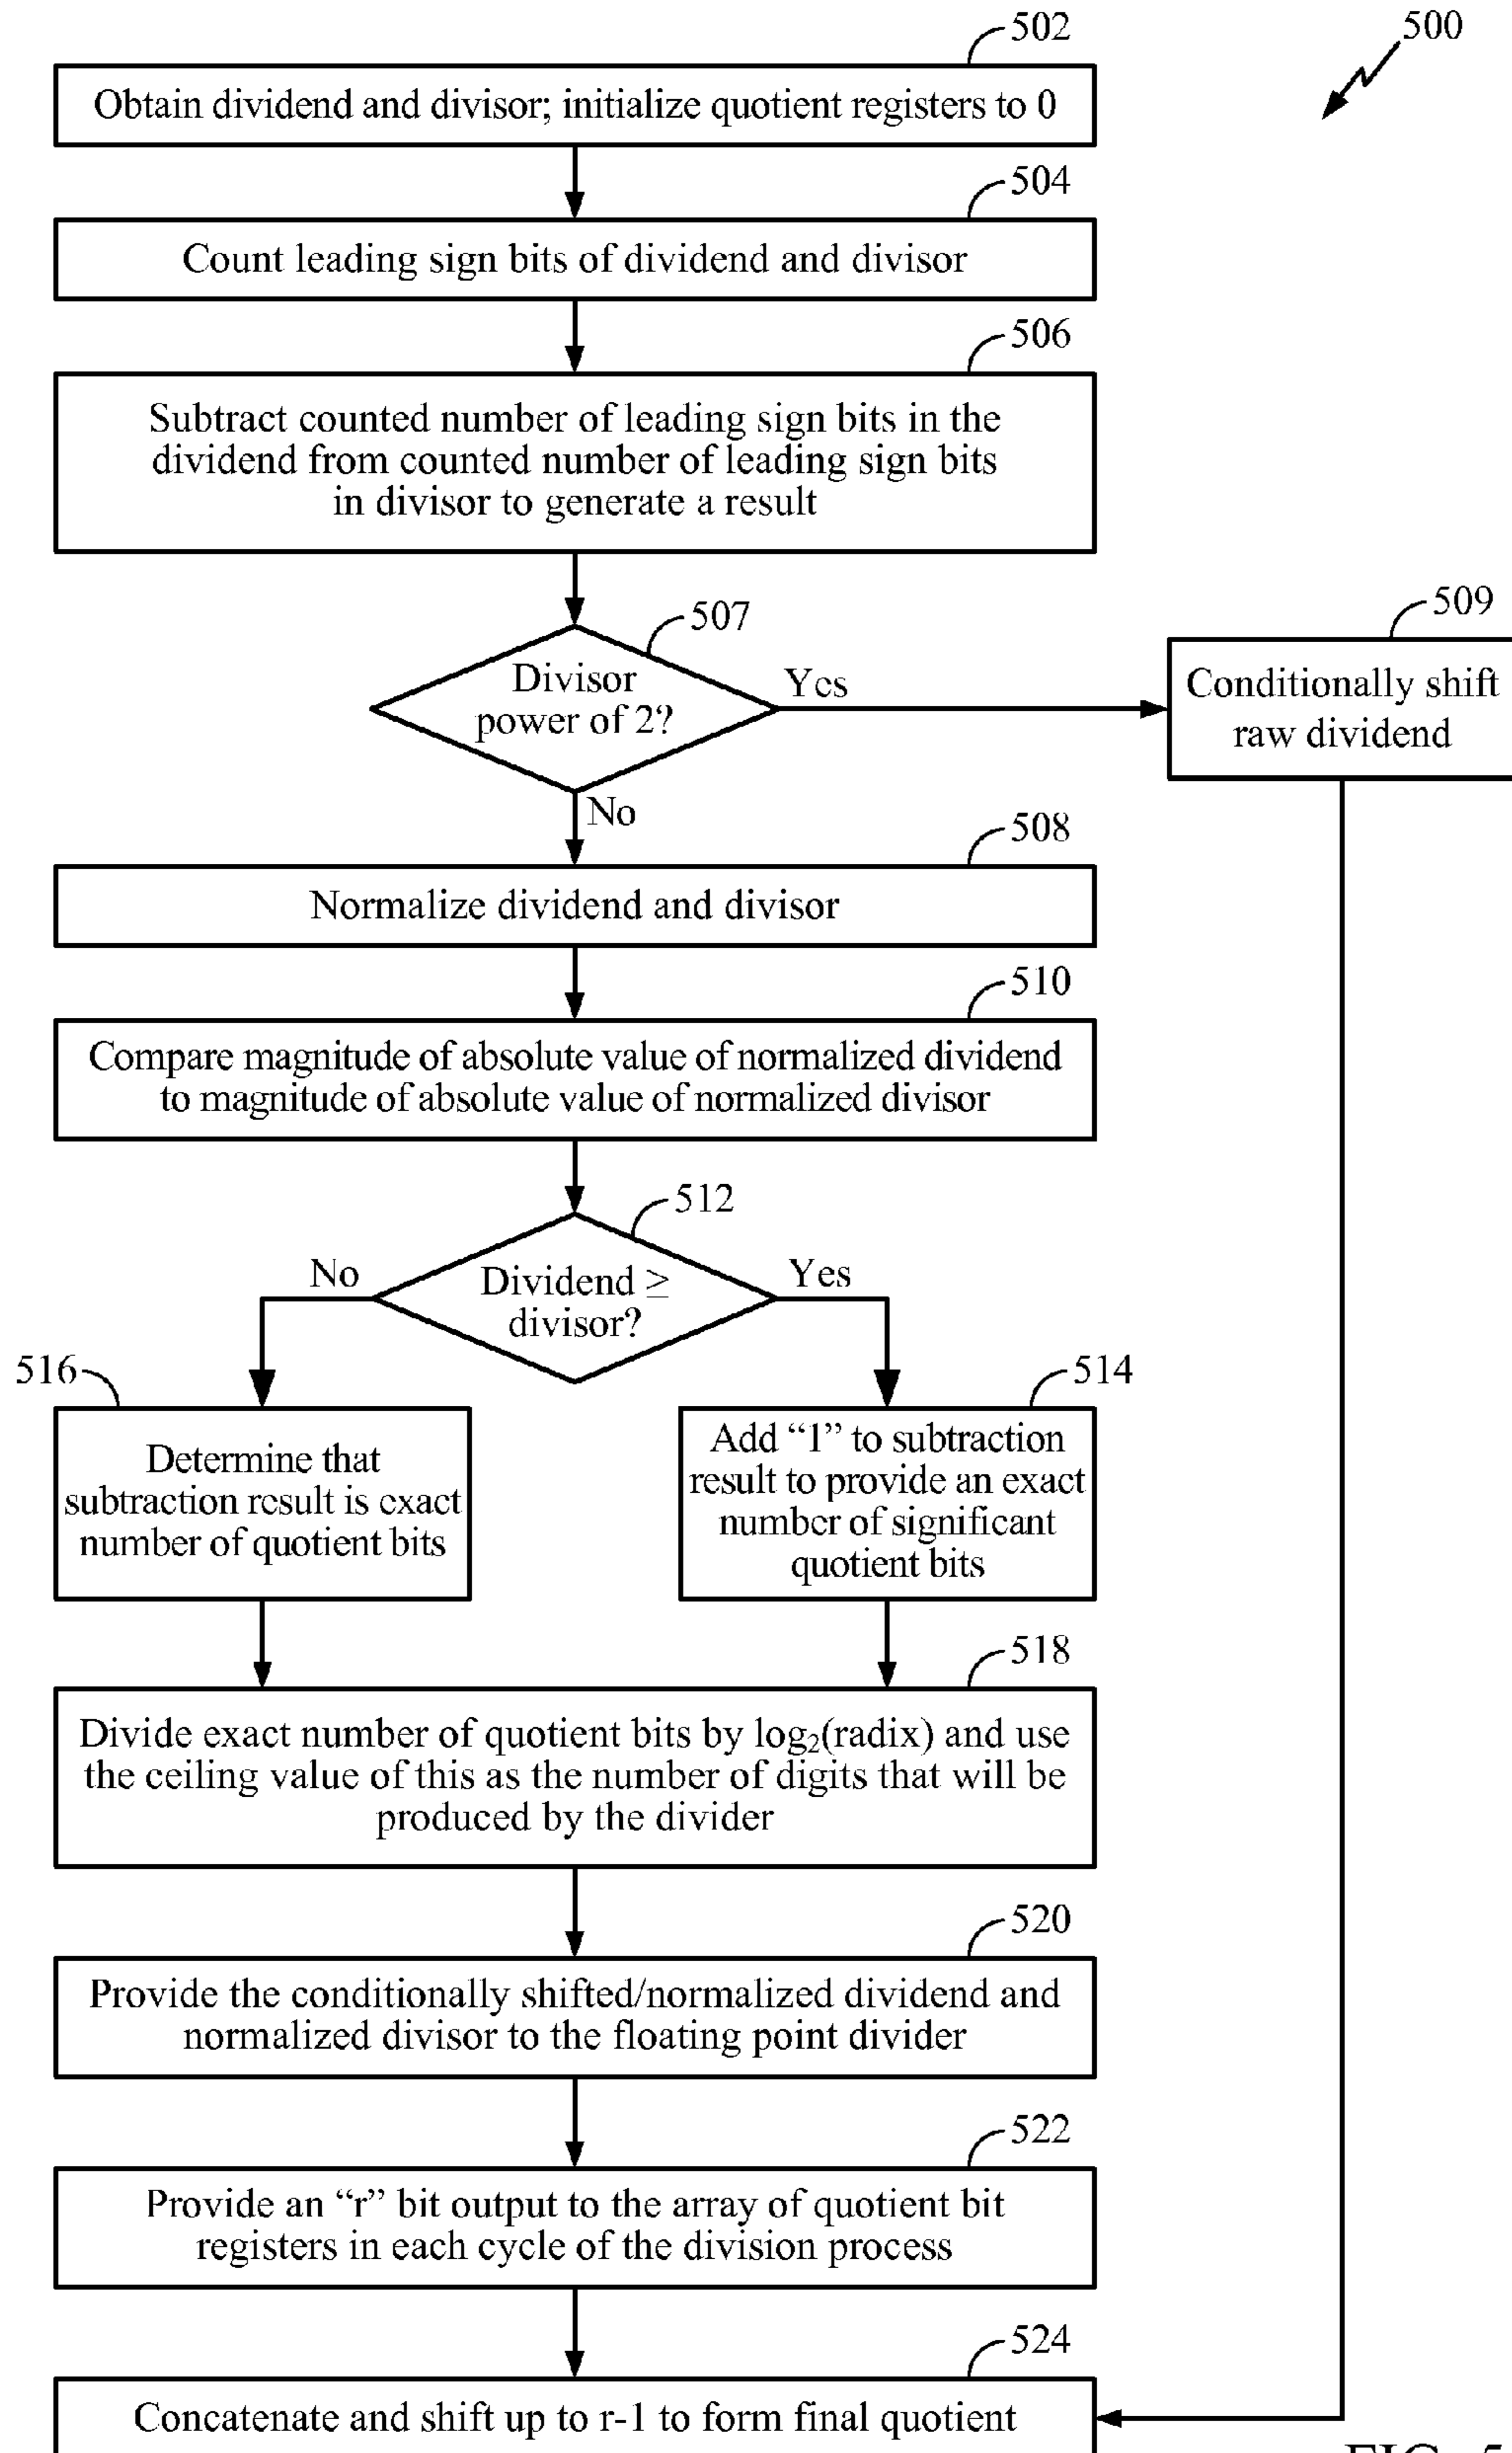 502
500
Obtain dividend and divisor; initialize quotient registers to 0
504
Count leading sign bits of dividend and divisor
506
Subtract counted number of leading sign bits in the
dividend from counted number of leading sign bits
in divisor to generate a result
507
509
Divisor
power of 2?
Yes
Conditionally shift
raw dividend
No
508
Normalize dividend and divisor
510
Compare magnitude of absolute value of normalized dividend
to magnitude of absolute value of normalized divisor
512
No
Dividend ≥
divisor?
Yes
516
514
Determine that
subtraction result is exact
number of quotient bits
Add “1” to subtraction
result to provide an exact
number of significant
quotient bits
518
Divide exact number of quotient bits by log₂(radix) and use
the ceiling value of this as the number of digits that will be
produced by the divider
520
Provide the conditionally shifted/normalized dividend and
normalized divisor to the floating point divider
522
Provide an “r” bit output to the array of quotient bit
registers in each cycle of the division process
524
Concatenate and shift up to r-1 to form final quotient
FIG. 5